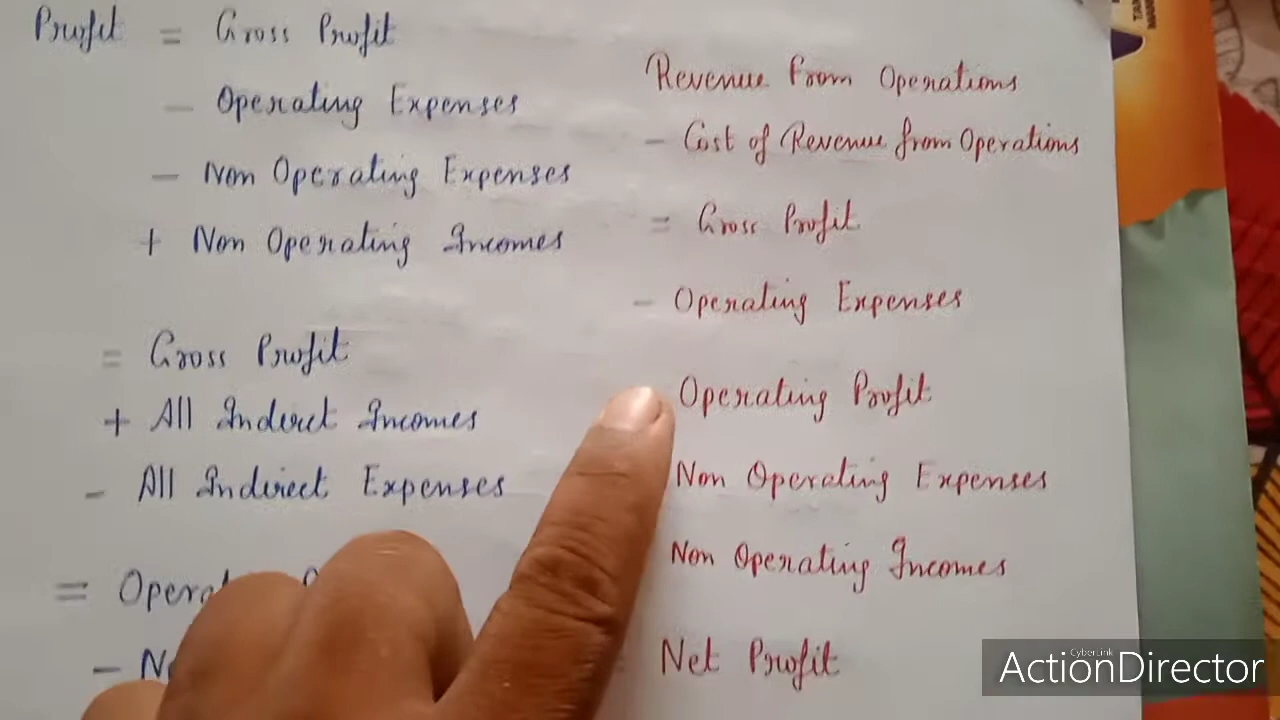 Profit = Gross Profit
- Operating Expenses
- Non Operating Expenses
+ Non Operating Incomes
= Gross Profit
+ All Indirect Incomes
- All Indirect Expenses
=
-
Revenue from Operations
- Cost of Revenue from Operations
= Gross Profit
- Operating Expenses
Operating Profit
Non Operating Expenses
Non Operating Incomes
Net Profit
CyberLink
ActionDirector